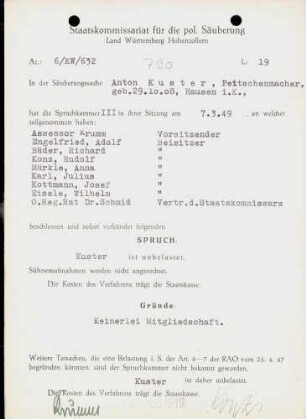 Staatskommissariat für die pol. Säuberung
Land Württemberg Hohenzollern
Az.: 6/KW/632 790 L: 19
In der Säuberungssache Anton Kuster, Peitschenmacher,
geb.29.10.08, Hausen i.K.,
hat die Spruchkammer III in ihrer Sitzung am 7.3.49 an welcher
teilgenommen haben:
Assessor Krumm Vorsitzender
Engelfried, Adolf Beisitzer
Bäder, Richard "
Konz, Rudolf "
Märkle, Anna "
Karl, Julius "
Kottmann, Josef "
Eisele, Wilhelm "
O.Reg.Rat Dr.Schmid Vertr.d.Staatskommissars
beschlossen und sofort verkündet folgenden
SPRUCH.
Kuster ist unbelastet.
Sühnemaßnahmen werden nicht angeordnet.
Die Kosten des Verfahrens trägt die Staatskasse.
Gründe.
Keinerlei Mitgliedschaft.
Weitere Tatsachen, die eine Belastung i. S. der Art. 4—7 der RAO vom 25. 4. 47
begründen könnten, sind der Spruchkammer nicht bekannt geworden.
Kuster ist daher unbelastet.
Die Kosten des Verfahrens trägt die Staatskasse.
Krumm